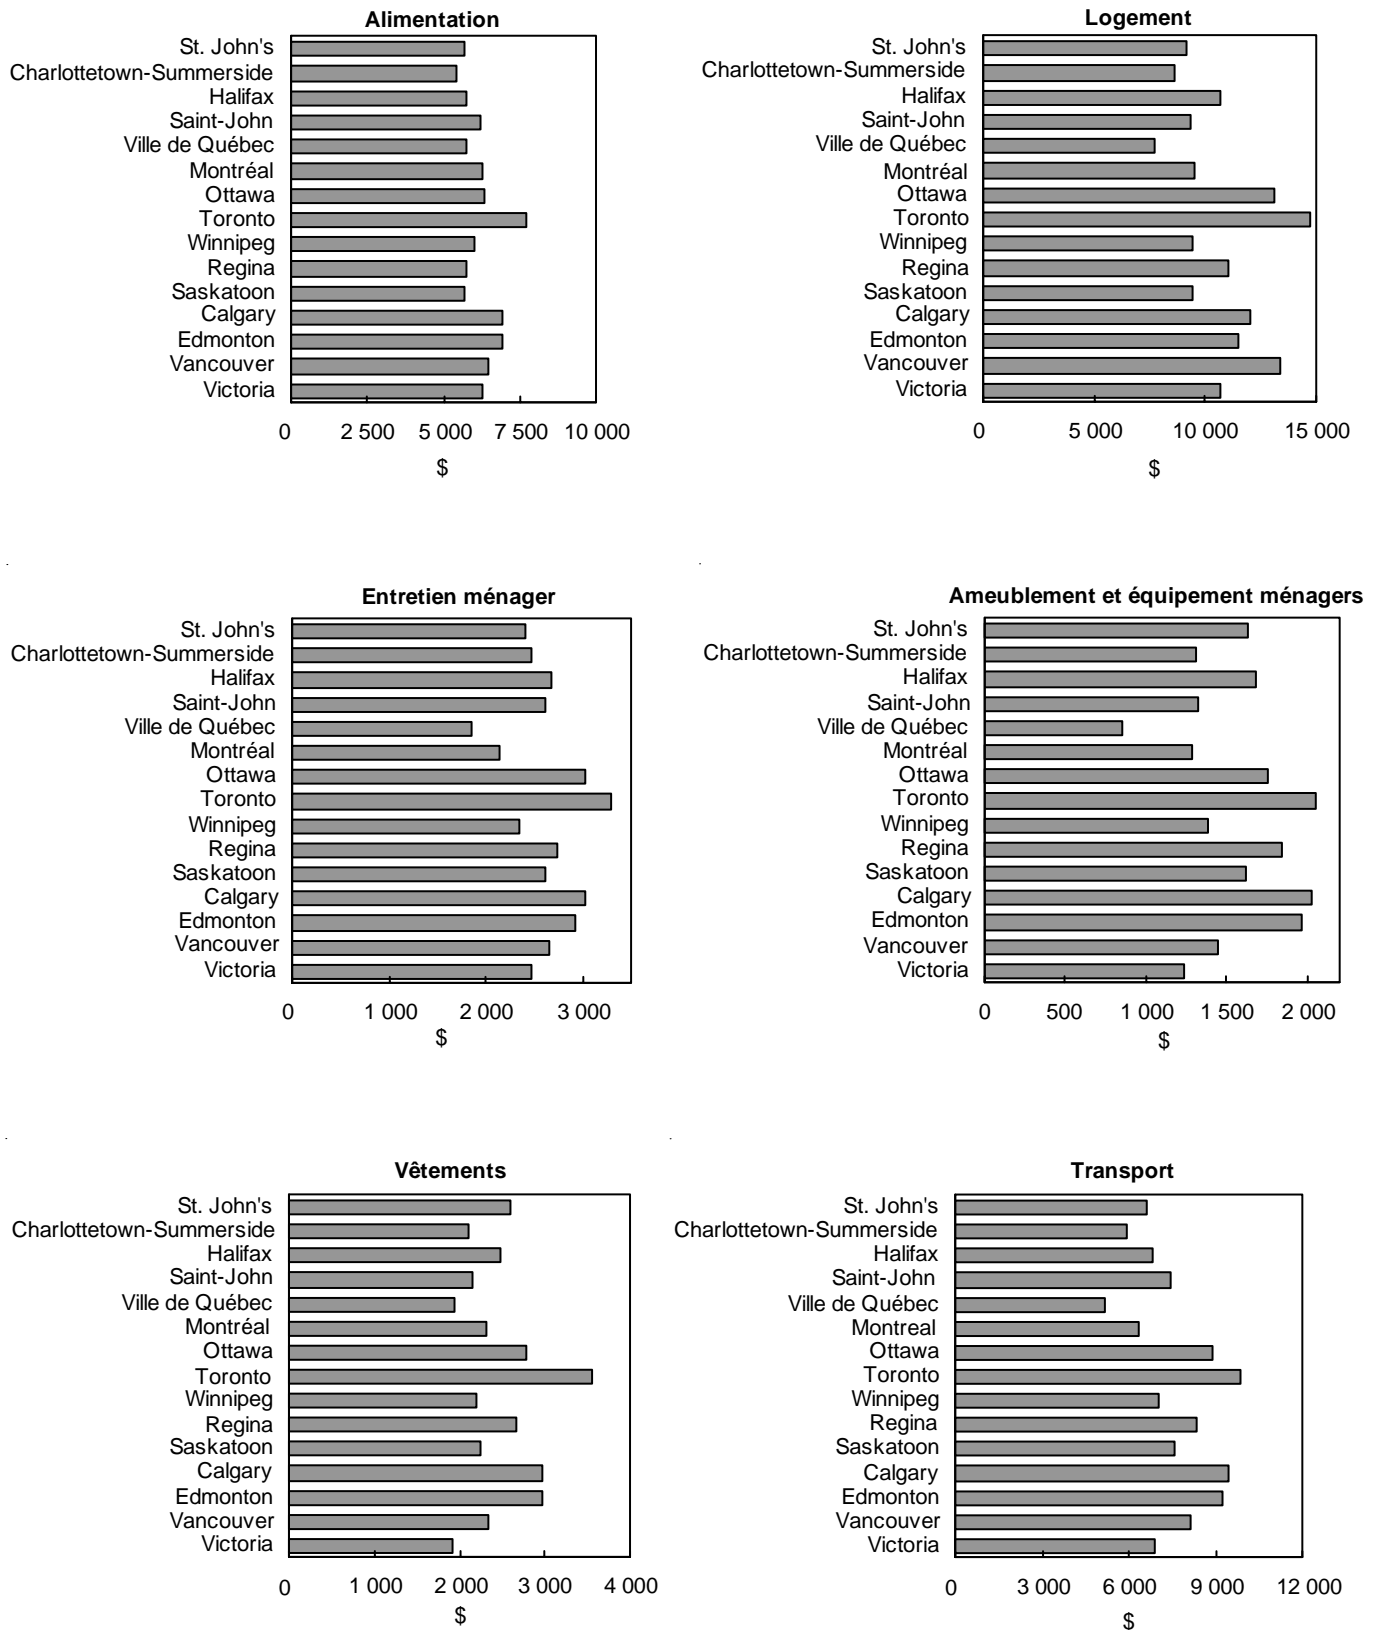 Alimentation
St. John's
Charlottetown-Summerside
Halifax
Saint-John
Ville de Québec
Montréal
Ottawa
Toronto
Winnipeg
Regina
Saskatoon
Calgary
Edmonton
Vancouver
Victoria
0 2 500 5 000 7 500 10 000
$
Logement
St. John's
Charlottetown-Summerside
Halifax
Saint-John
Ville de Québec
Montréal
Ottawa
Toronto
Winnipeg
Regina
Saskatoon
Calgary
Edmonton
Vancouver
Victoria
0 5 000 10 000 15 000
$
Entretien ménager
St. John's
Charlottetown-Summerside
Halifax
Saint-John
Ville de Québec
Montréal
Ottawa
Toronto
Winnipeg
Regina
Saskatoon
Calgary
Edmonton
Vancouver
Victoria
0 1 000 2 000 3 000
$
Ameublement et équipement ménagers
St. John's
Charlottetown-Summerside
Halifax
Saint-John
Ville de Québec
Montréal
Ottawa
Toronto
Winnipeg
Regina
Saskatoon
Calgary
Edmonton
Vancouver
Victoria
0 500 1 000 1 500 2 000
$
Vêtements
St. John's
Charlottetown-Summerside
Halifax
Saint-John
Ville de Québec
Montréal
Ottawa
Toronto
Winnipeg
Regina
Saskatoon
Calgary
Edmonton
Vancouver
Victoria
0 1 000 2 000 3 000 4 000
$
Transport
St. John's
Charlottetown-Summerside
Halifax
Saint-John
Ville de Québec
Montreal
Ottawa
Toronto
Winnipeg
Regina
Saskatoon
Calgary
Edmonton
Vancouver
Victoria
0 3 000 6 000 9 000 12 000
$